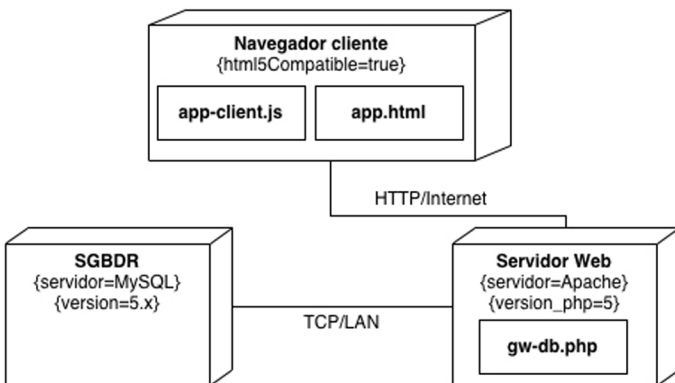 Navegador cliente
{html5Compatible=true}
app-client.js
app.html
HTTP/Internet
SGBDR
{servidor=MySQL}
{version=5.x}
TCP/LAN
Servidor Web
{servidor=Apache}
{version_php=5}
gw-db.php